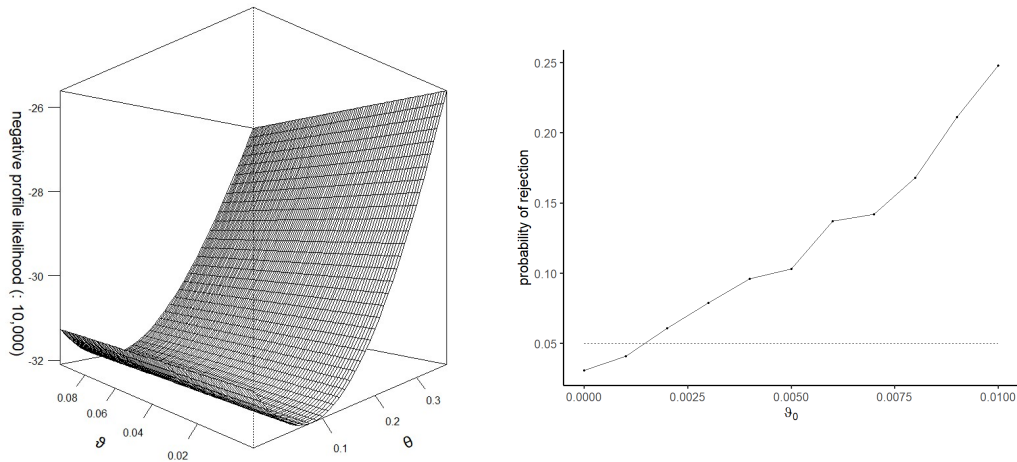 negative profile likelihood (: 10,000)
-26
-28
-30
-32
0.08
0.06
0.04
0.02
ϑ
0.1
0.2
0.3
θ
probability of rejection
0.25
0.20
0.15
0.10
0.05
0.0000 0.0025 0.0050 0.0075 0.0100
ϑ₀